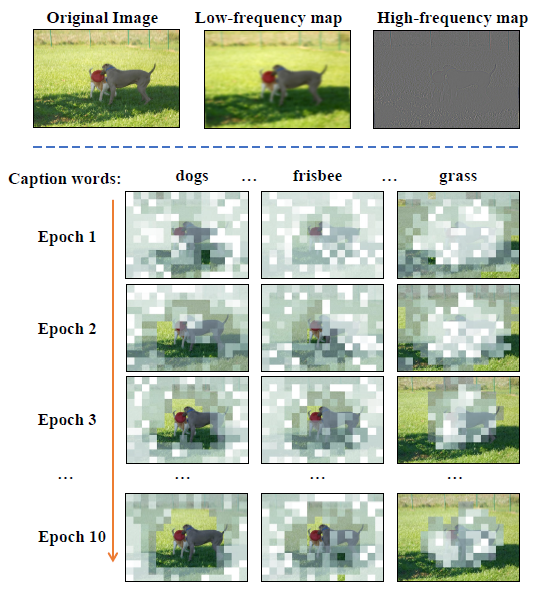 Original Image Low-frequency map High-frequency map
Caption words: dogs … frisbee … grass
Epoch 1
Epoch 2
Epoch 3
… … … …
Epoch 10